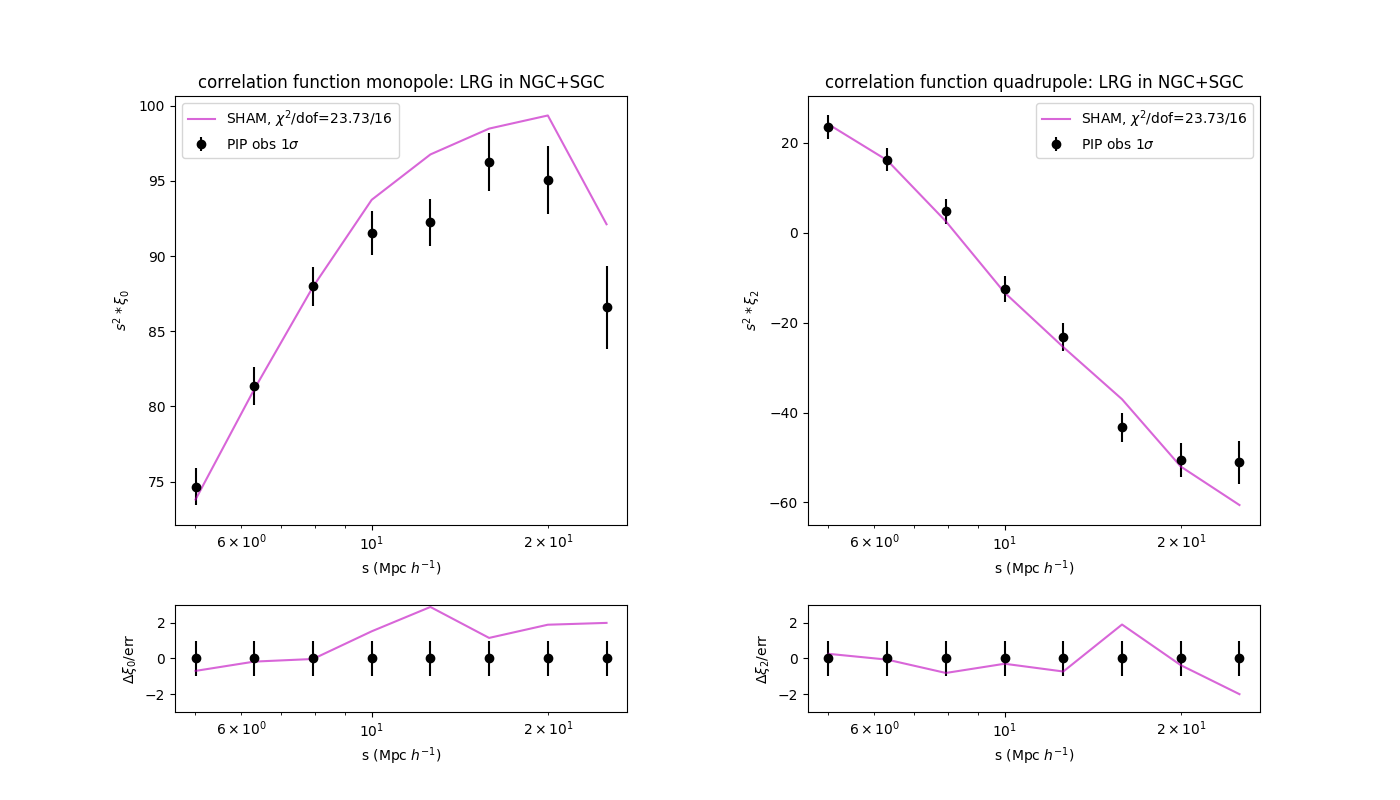 correlation function monopole: LRG in NGC+SGC
SHAM, χ²/dof=23.73/16
PIP obs 1σ
100
95
90
85
80
75
s² * ξ₀
6 × 10⁰
10¹
2 × 10¹
s (Mpc h⁻¹)
correlation function quadrupole: LRG in NGC+SGC
SHAM, χ²/dof=23.73/16
PIP obs 1σ
20
0
−20
−40
−60
s² * ξ₂
6 × 10⁰
10¹
2 × 10¹
s (Mpc h⁻¹)
2
0
−2
Δξ₀/err
6 × 10⁰
10¹
2 × 10¹
s (Mpc h⁻¹)
2
0
−2
Δξ₂/err
6 × 10⁰
10¹
2 × 10¹
s (Mpc h⁻¹)